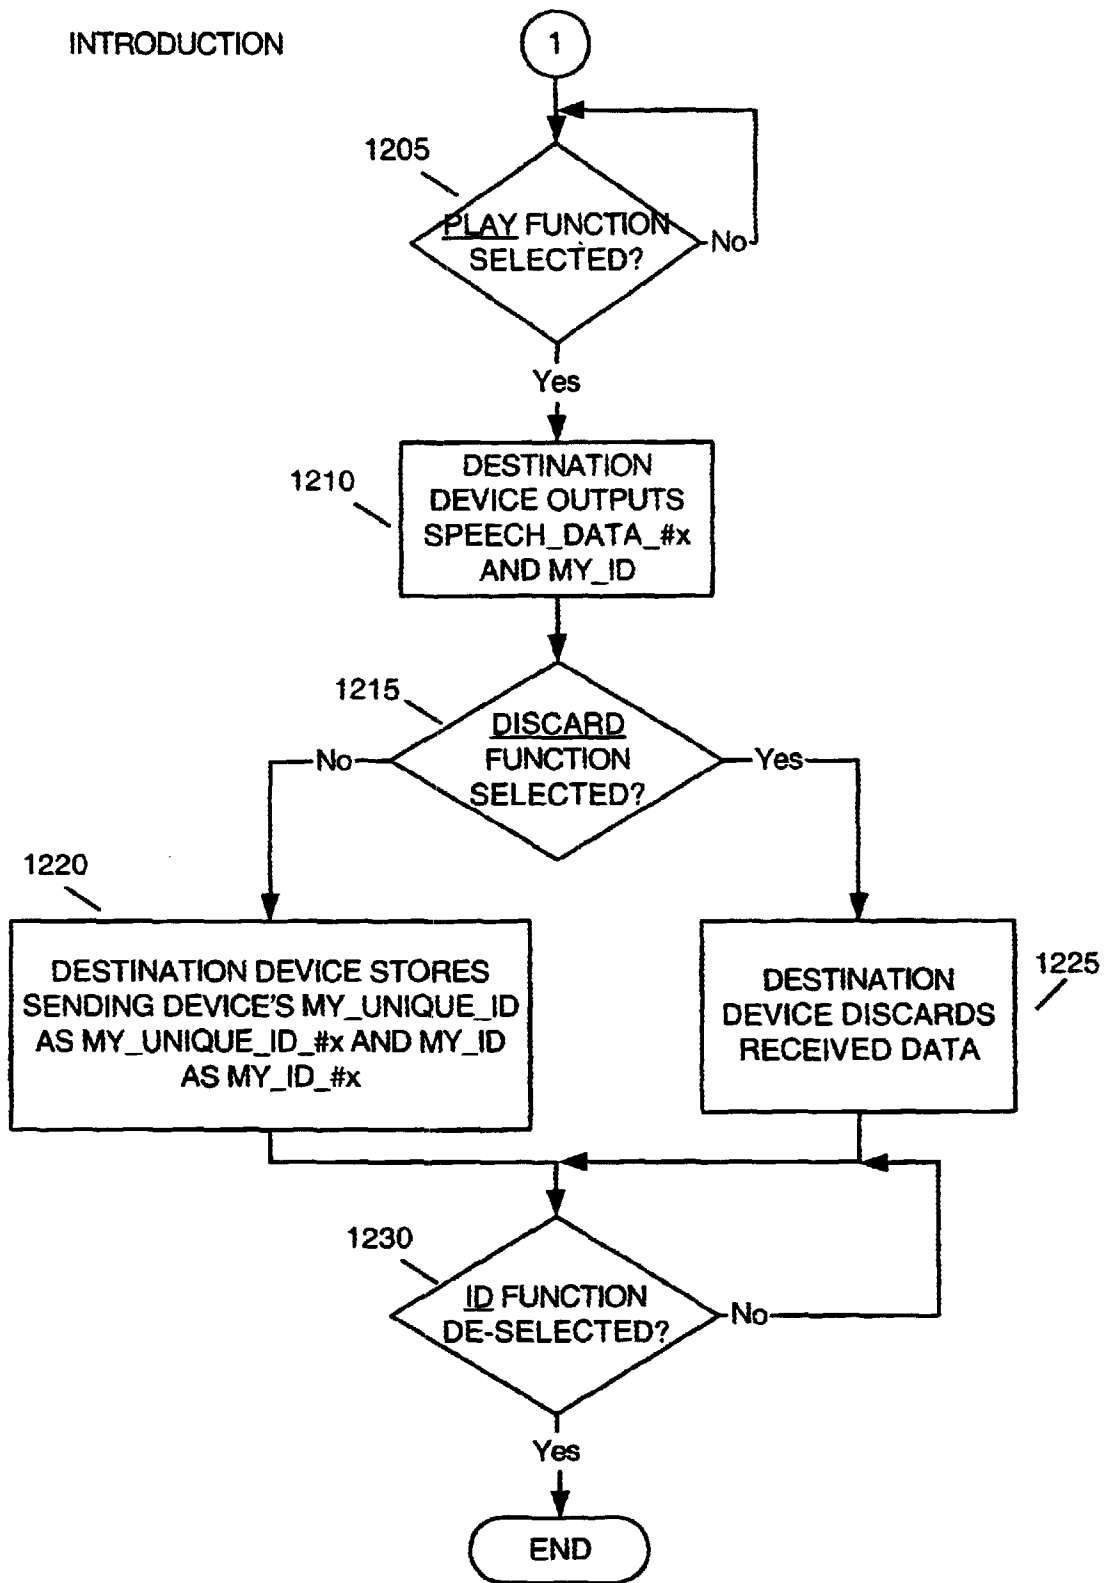 INTRODUCTION
1
1205
PLAY FUNCTION
SELECTED?
No
Yes
1210
DESTINATION
DEVICE OUTPUTS
SPEECH_DATA_#x
AND MY_ID
1215
DISCARD
FUNCTION
SELECTED?
No
Yes
1220
DESTINATION DEVICE STORES
SENDING DEVICE'S MY_UNIQUE_ID
AS MY_UNIQUE_ID_#x AND MY_ID
AS MY_ID_#x
DESTINATION
DEVICE DISCARDS
RECEIVED DATA
1225
1230
ID FUNCTION
DE-SELECTED?
No
Yes
END